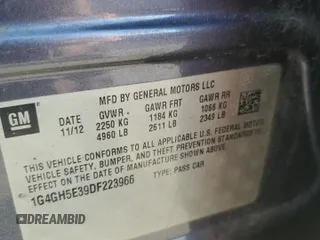 GM
MFD BY GENERAL MOTORS LLC
DATE GVWR GAWR FRT GAWR RR
11/12 2250 KG 1184 KG 1066 KG
4960 LB 2611 LB 2349 LB
THIS VEHICLE CONFORMS TO ALL APPLICABLE U.S. FEDERAL MOTOR
VEHICLE SAFETY, BUMPER, AND THEFT PREVENTION STANDARDS
IN EFFECT ON THE DATE OF MANUFACTURE SHOWN ABOVE.
1G4GH5E39DF223966 TYPE: PASS CAR
AUTOBIDMASTER